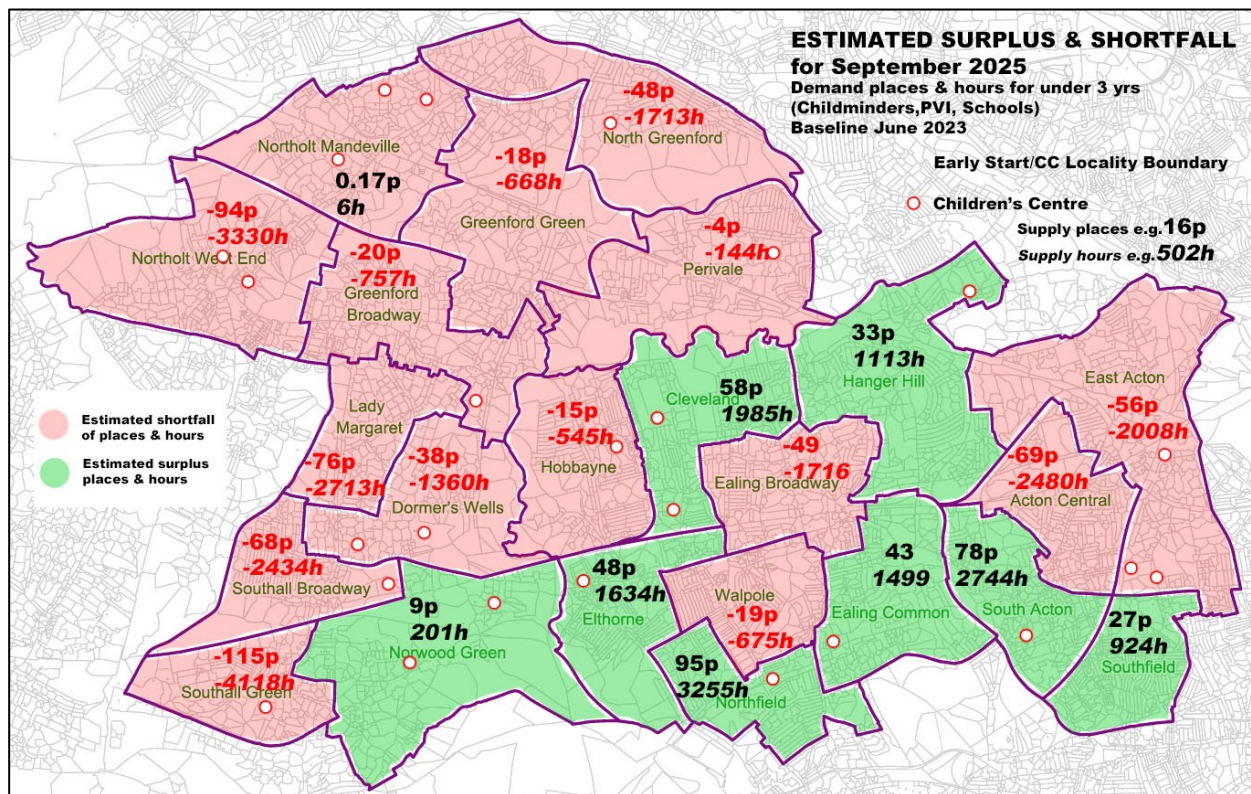 ESTIMATED SURPLUS & SHORTFALL
for September 2025
Demand places & hours for under 3 yrs
(Childminders,PVI, Schools)
Baseline June 2023
Early Start/CC Locality Boundary
Children's Centre
Supply places e.g.16p
Supply hours e.g.502h
-48p
-1713h
North Greenford
Northolt Mandeville
0.17p
6h
-18p
-668h
Greenford Green
-94p
-3330h
Northolt West End
-20p
-757h
Greenford
Broadway
-4p
-144h
Perivale
33p
1113h
Hanger Hill
58p
Cleveland
1985h
East Acton
-56p
-2008h
Estimated shortfall
of places & hours
Estimated surplus
places & hours
Lady
Margaret
-76p
-2713h
-38p
-1360h
Dormer's Wells
-15p
-545h
Hobbayne
-49
-1716
Ealing Broadway
-69p
-2480h
Acton Central
-68p
-2434h
Southall Broadway
9p
201h
Norwood Green
48p
1634h
Elthorne
Walpole
-19p
-675h
43
1499
Ealing Common
78p
2744h
South Acton
27p
924h
Southfield
-115p
-4118h
Southall Green
95p
3255h
Northfield